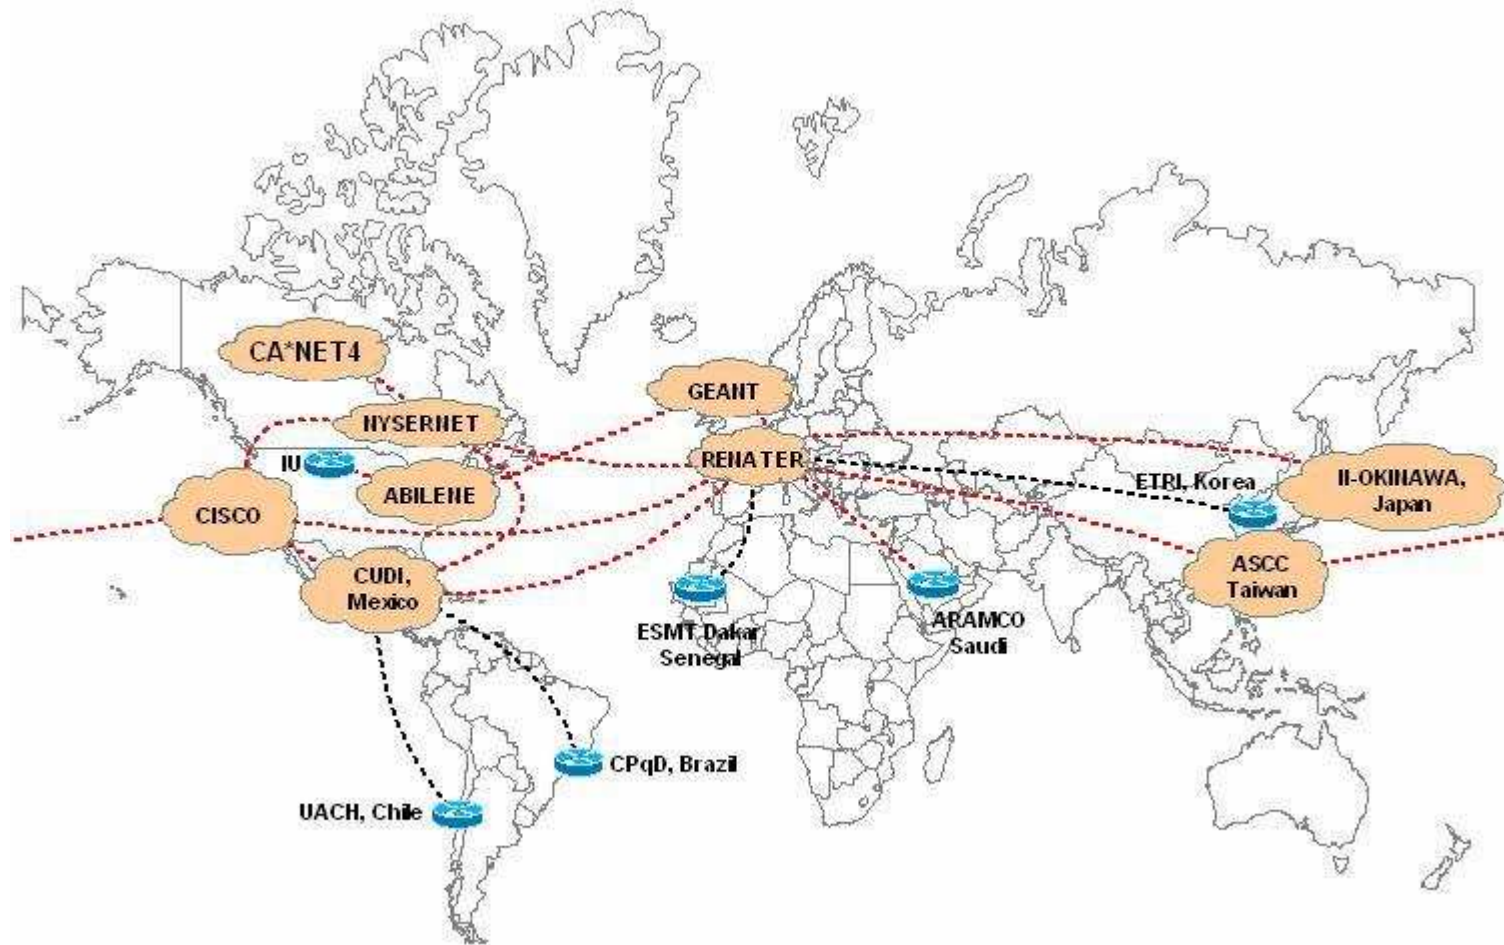 CA*NET4
GEANT
NYSERNET
IU
RENATER
ABILENE
ETRI, Korea
II-OKINAWA,
Japan
CISCO
CUDI,
Mexico
ASCC
Taiwan
ESMT Dakar
Senegal
ARAMCO
Saudi
CPqD, Brazil
UACH, Chile